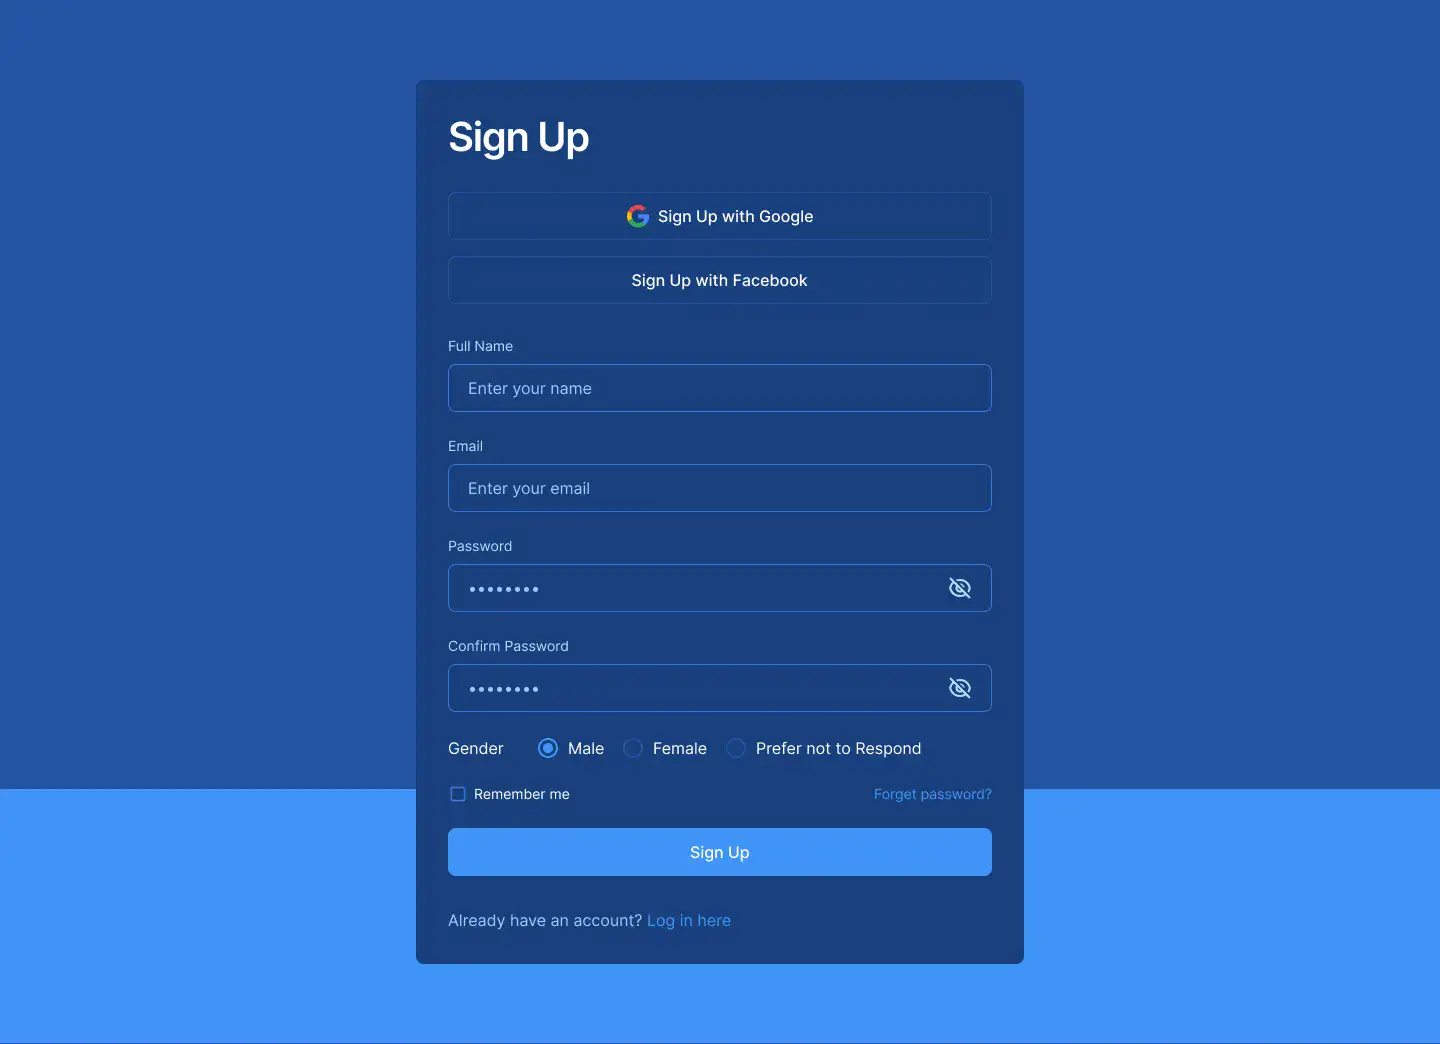 Sign Up
Sign Up with Google
Sign Up with Facebook
Full Name
Enter your name
Email
Enter your email
Password
••••••••
Confirm Password
••••••••
Gender Male Female Prefer not to Respond
Remember me Forget password?
Sign Up
Already have an account? Log in here